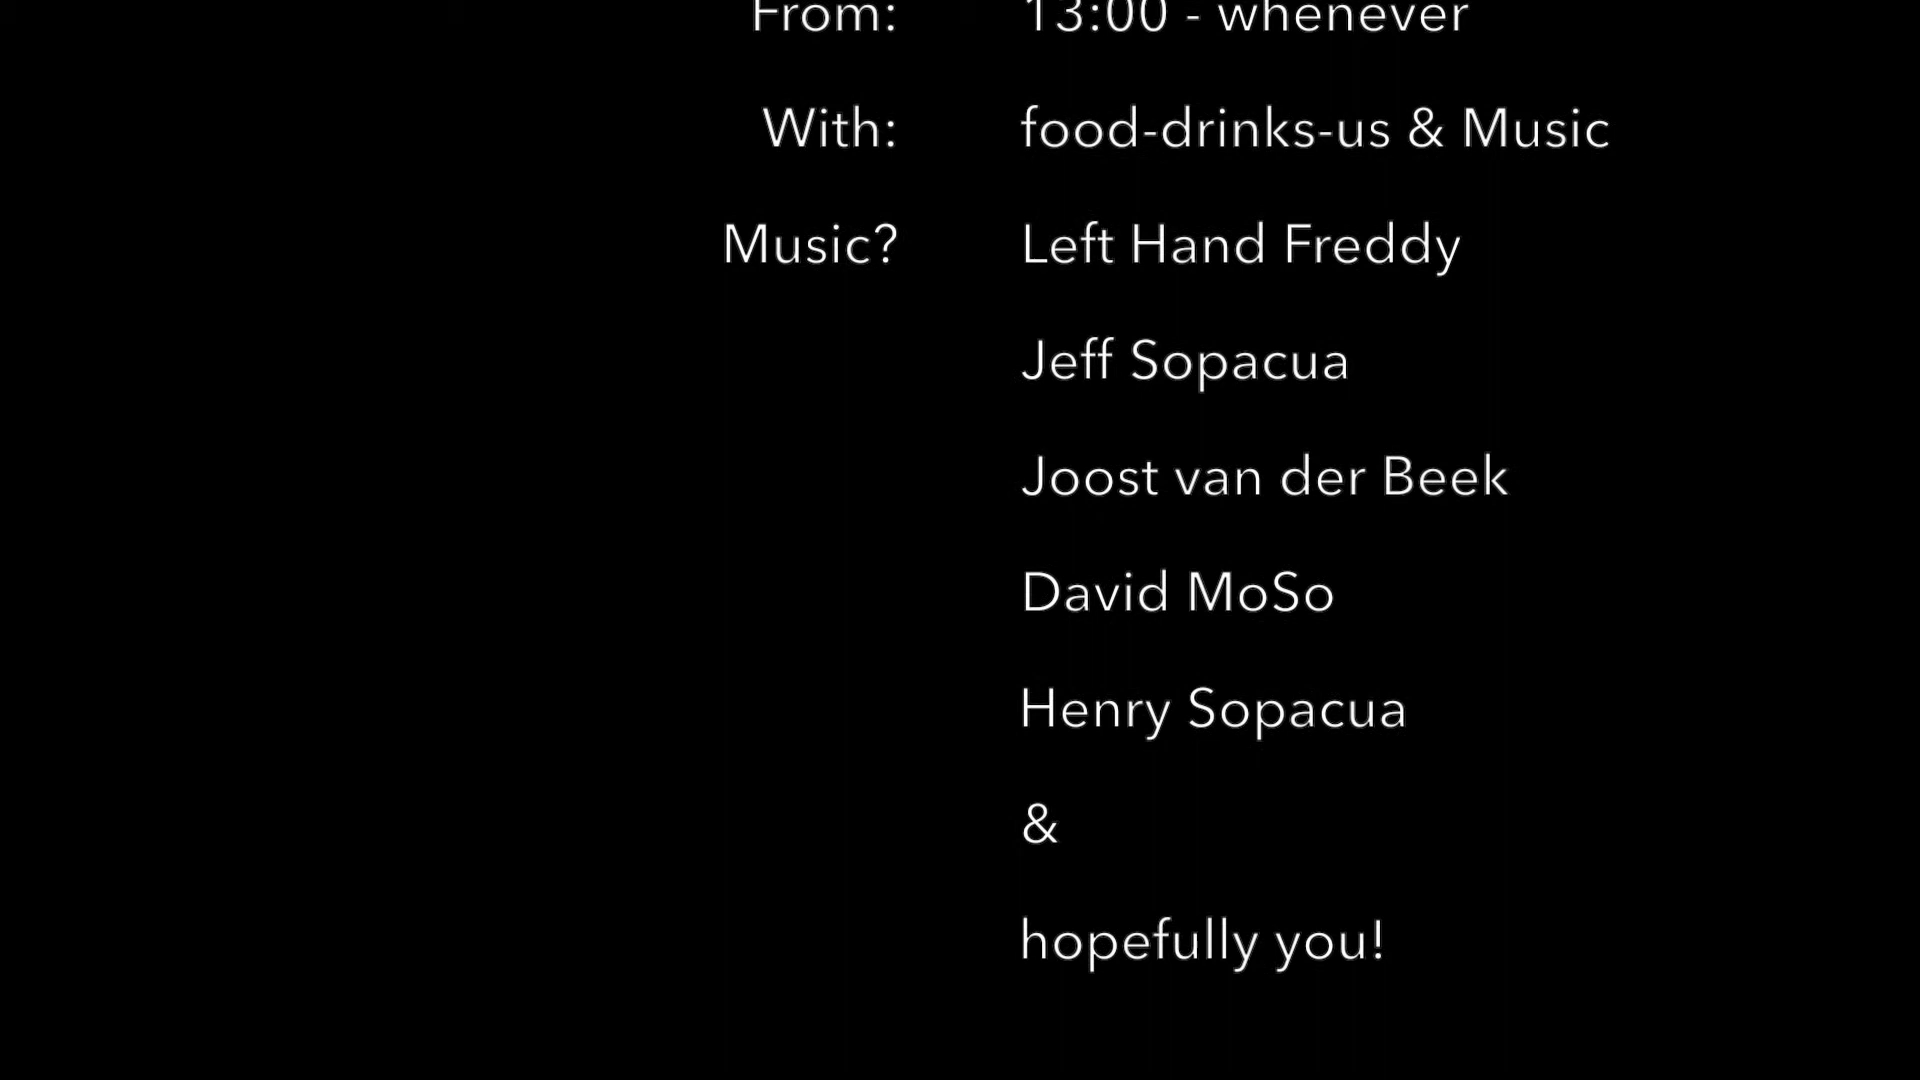 From: 13:00 - whenever
With: food-drinks-us & Music
Music? Left Hand Freddy
Jeff Sopacua
Joost van der Beek
David MoSo
Henry Sopacua
&
hopefully you!